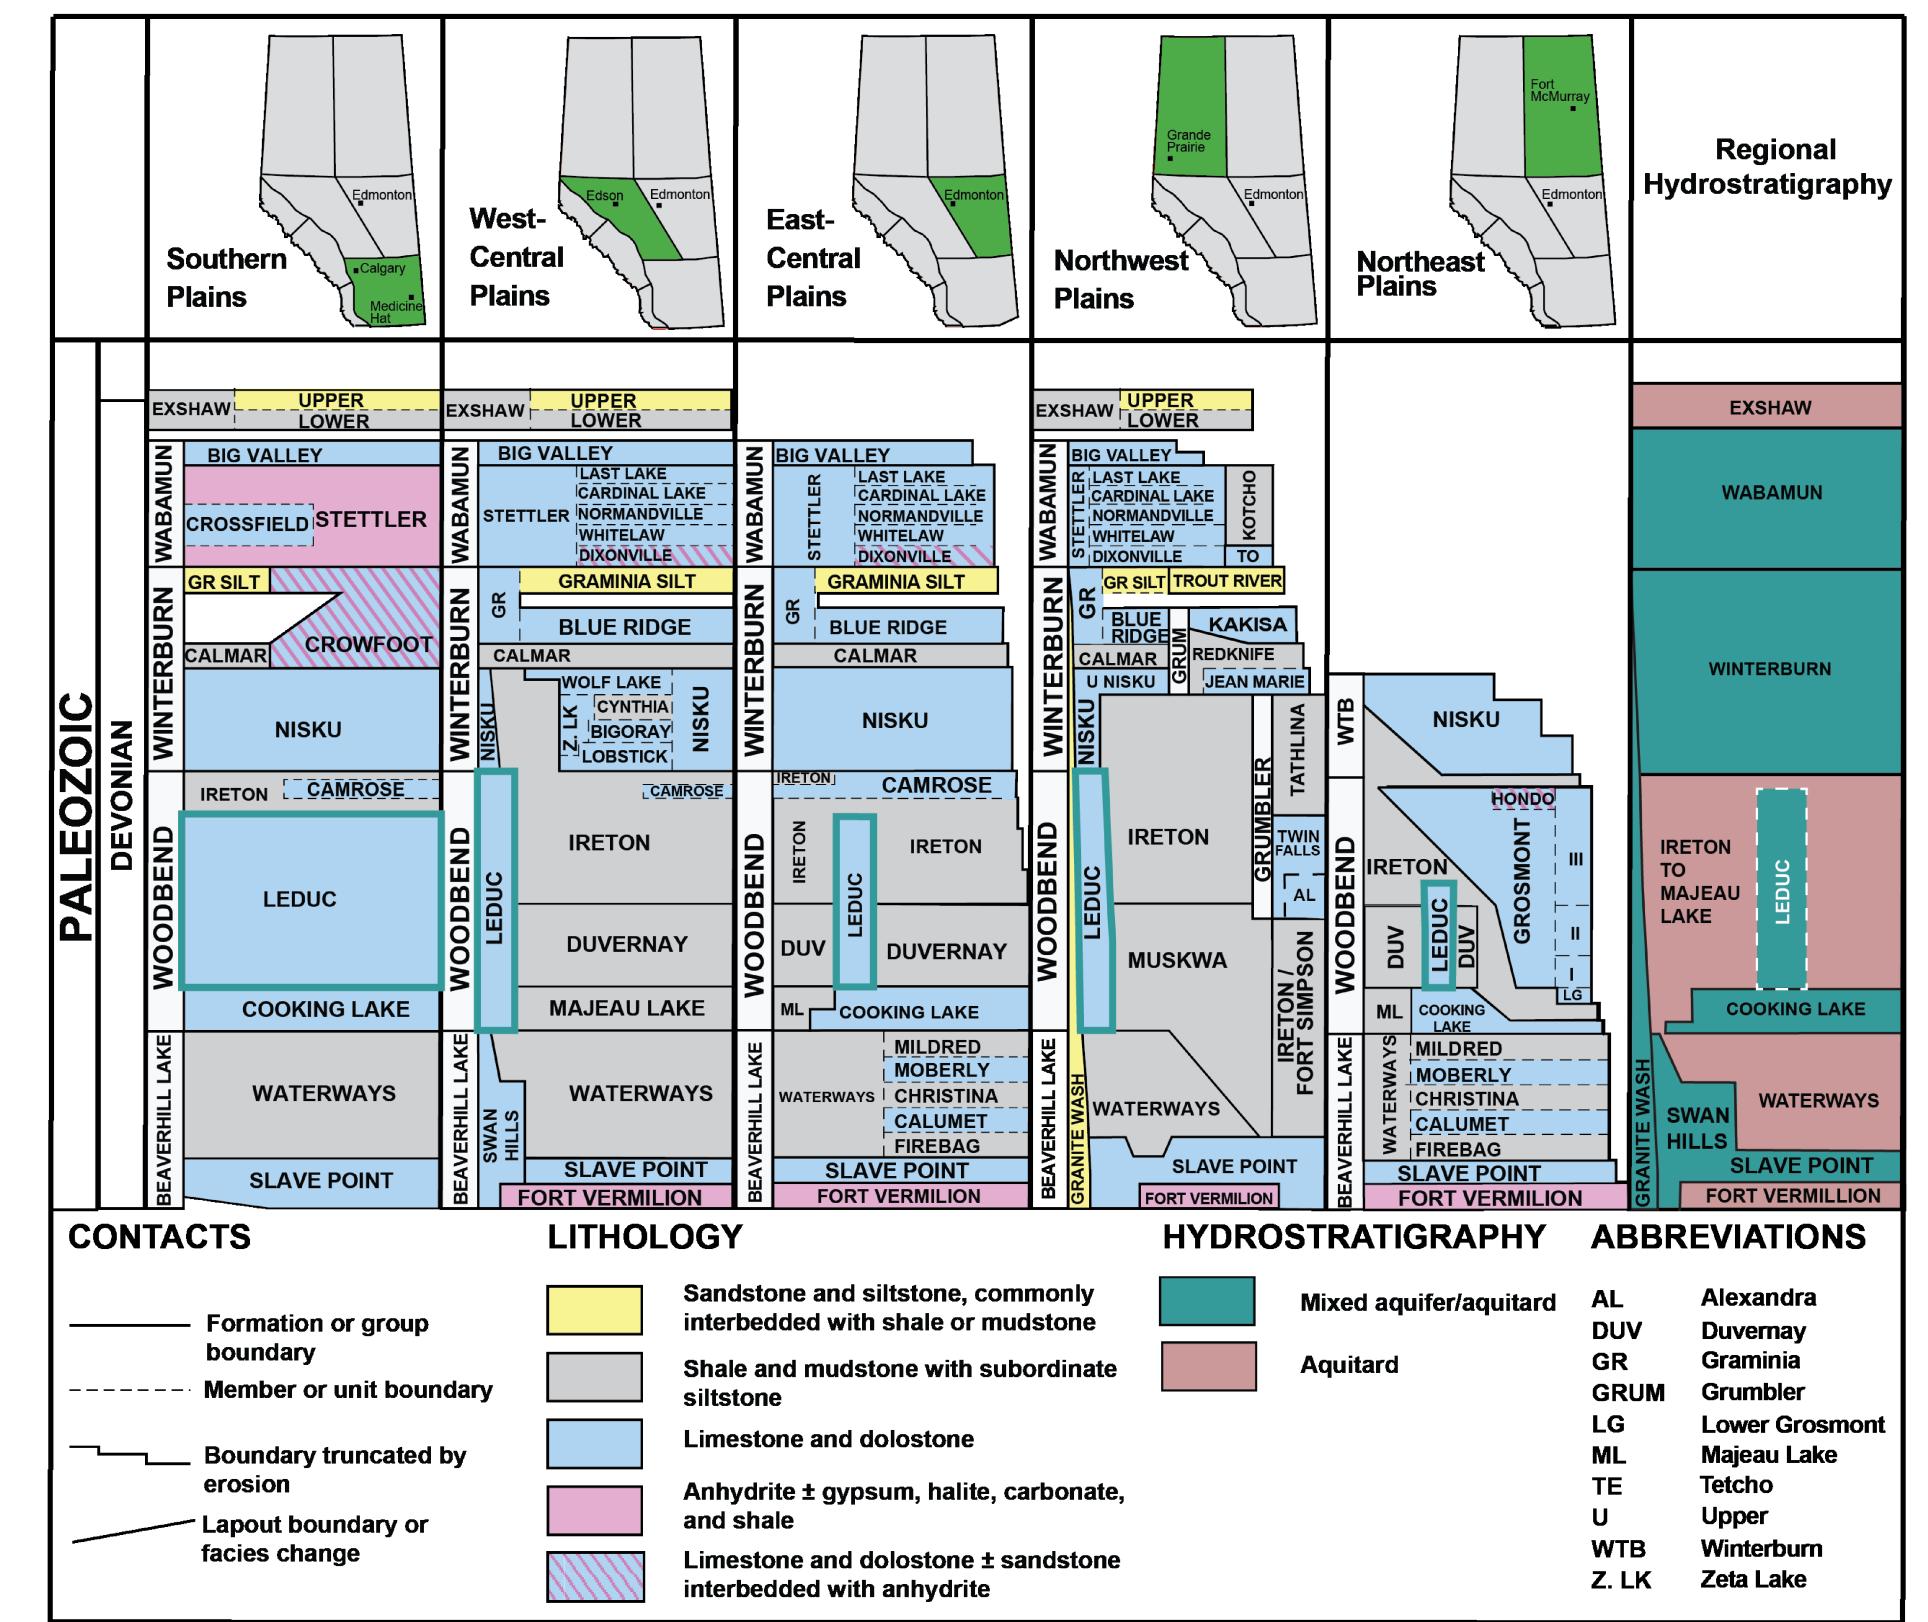 Southern
Plains
Edmonton
Calgary
Medicine
Hat
West-
Central
Plains
Edson
Edmonton
East-
Central
Plains
Edmonton
Northwest
Plains
Grande
Prairie
Edmonton
Northeast
Plains
Fort
McMurray
Edmonton
Regional
Hydrostratigraphy
PALEOZOIC
DEVONIAN
EXSHAW
UPPER
LOWER
WABAMUN
BIG VALLEY
CROSSFIELD
STETTLER
WINTERBURN
GR SILT
CROWFOOT
CALMAR
NISKU
WOODBEND
IRETON
CAMROSE
LEDUC
COOKING LAKE
BEAVERHILL LAKE
WATERWAYS
SLAVE POINT
EXSHAW
UPPER
LOWER
WABAMUN
BIG VALLEY
STETTLER
LAST LAKE
CARDINAL LAKE
NORMANDVILLE
WHITELAW
DIXONVILLE
WINTERBURN
GR
GRAMINIA SILT
BLUE RIDGE
CALMAR
NISKU
WOLF LAKE
Z. LK
CYNTHIA
BIGORAY
LOBSTICK
NISKU
WOODBEND
CAMROSE
IRETON
LEDUC
DUVERNAY
MAJEAU LAKE
BEAVERHILL LAKE
SWAN
HILLS
WATERWAYS
SLAVE POINT
FORT VERMILION
WABAMUN
BIG VALLEY
STETTLER
LAST LAKE
CARDINAL LAKE
NORMANDVILLE
WHITELAW
DIXONVILLE
WINTERBURN
GR
GRAMINIA SILT
BLUE RIDGE
CALMAR
NISKU
WOODBEND
IRETON
CAMROSE
IRETON
IRETON
LEDUC
DUV
DUVERNAY
ML
COOKING LAKE
BEAVERHILL LAKE
WATERWAYS
MILDRED
MOBERLY
CHRISTINA
CALUMET
FIREBAG
SLAVE POINT
FORT VERMILION
EXSHAW
UPPER
LOWER
WABAMUN
BIG VALLEY
STETTLER
LAST LAKE
CARDINAL LAKE
NORMANDVILLE
WHITELAW
DIXONVILLE
KOTCHO
TO
WINTERBURN
GR
GR SILT
TROUT RIVER
BLUE
RIDGE
GRUM
KAKISA
CALMAR
REDKNIFE
U NISKU
JEAN MARIE
NISKU
WOODBEND
LEDUC
IRETON
GRUMBLER
TATHLINA
TWIN
FALLS
AL
MUSKWA
IRETON /
FORT SIMPSON
BEAVERHILL LAKE
GRANITE WASH
WATERWAYS
SLAVE POINT
FORT VERMILION
WTB
NISKU
WOODBEND
HONDO
IRETON
GROSMONT
III
II
I
LG
DUV
LEDUC
DUV
ML
COOKING
LAKE
BEAVERHILL LAKE
WATERWAYS
MILDRED
MOBERLY
CHRISTINA
CALUMET
FIREBAG
SLAVE POINT
FORT VERMILION
EXSHAW
WABAMUN
WINTERBURN
IRETON
TO
MAJEAU
LAKE
LEDUC
COOKING LAKE
GRANITE WASH
WATERWAYS
SWAN
HILLS
SLAVE POINT
FORT VERMILLION
CONTACTS
Formation or group
boundary
Member or unit boundary
Boundary truncated by
erosion
Lapout boundary or
facies change
LITHOLOGY
Sandstone and siltstone, commonly
interbedded with shale or mudstone
Shale and mudstone with subordinate
siltstone
Limestone and dolostone
Anhydrite ± gypsum, halite, carbonate,
and shale
Limestone and dolostone ± sandstone
interbedded with anhydrite
HYDROSTRATIGRAPHY
Mixed aquifer/aquitard
Aquitard
ABBREVIATIONS
AL Alexandra
DUV Duvernay
GR Graminia
GRUM Grumbler
LG Lower Grosmont
ML Majeau Lake
TE Tetcho
U Upper
WTB Winterburn
Z. LK Zeta Lake